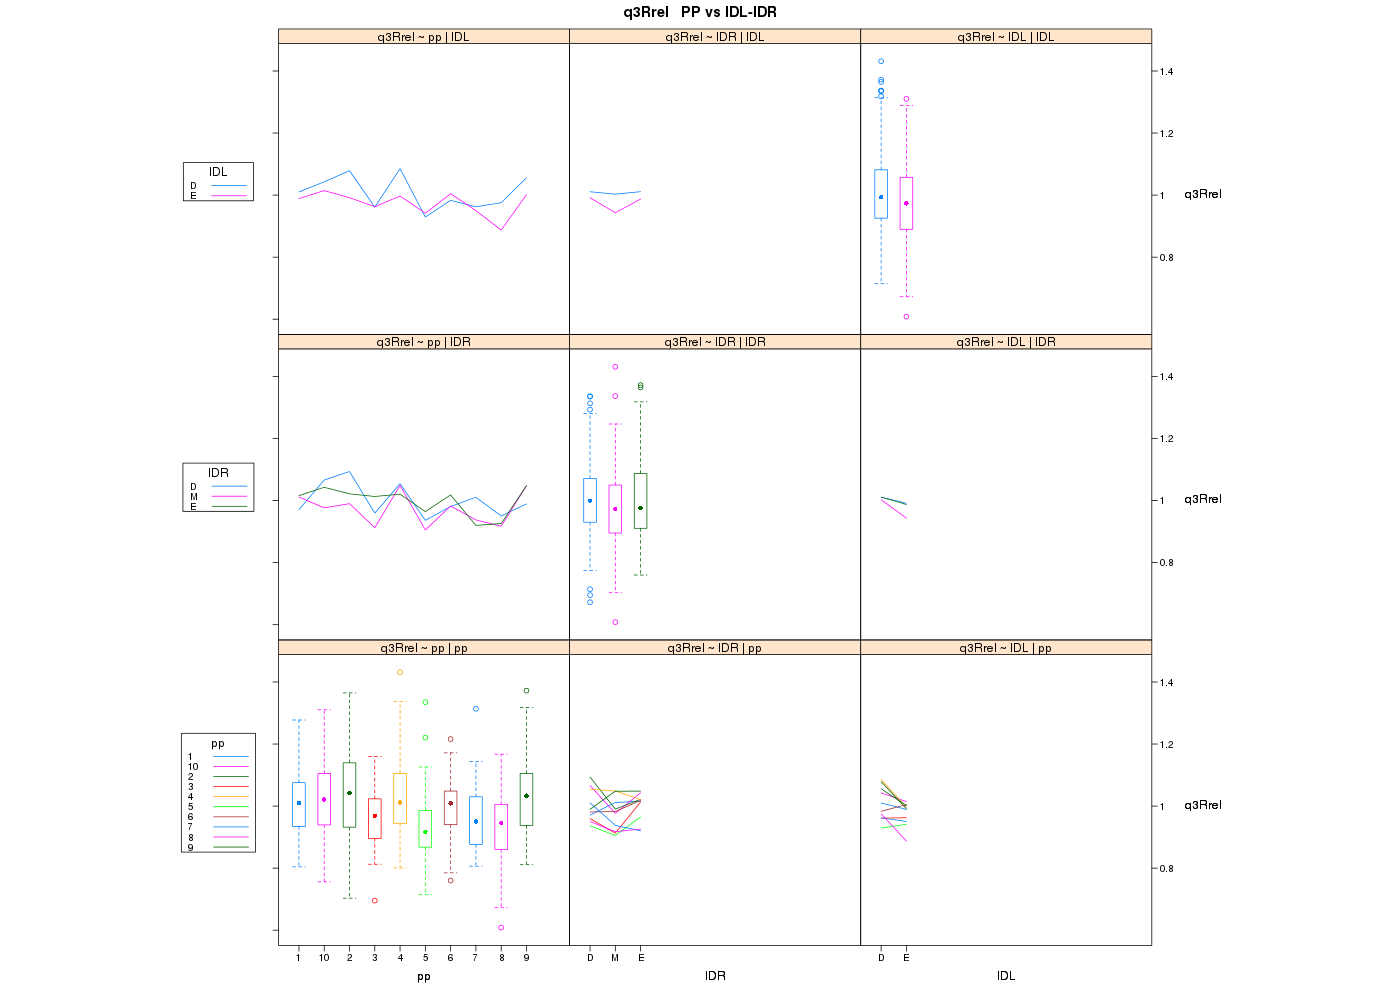 q3Rrel PP vs IDL-IDR
q3Rrel ~ pp | IDL
q3Rrel ~ IDR | IDL
q3Rrel ~ IDL | IDL
1.4
1.2
1
0.8
q3Rrel
IDL
D
E
q3Rrel ~ pp | IDR
q3Rrel ~ IDR | IDR
q3Rrel ~ IDL | IDR
1.4
1.2
1
0.8
q3Rrel
IDR
D
M
E
q3Rrel ~ pp | pp
q3Rrel ~ IDR | pp
q3Rrel ~ IDL | pp
1.4
1.2
1
0.8
q3Rrel
pp
1
10
2
3
4
5
6
7
8
9
1 10 2 3 4 5 6 7 8 9
D M E
D E
pp
IDR
IDL